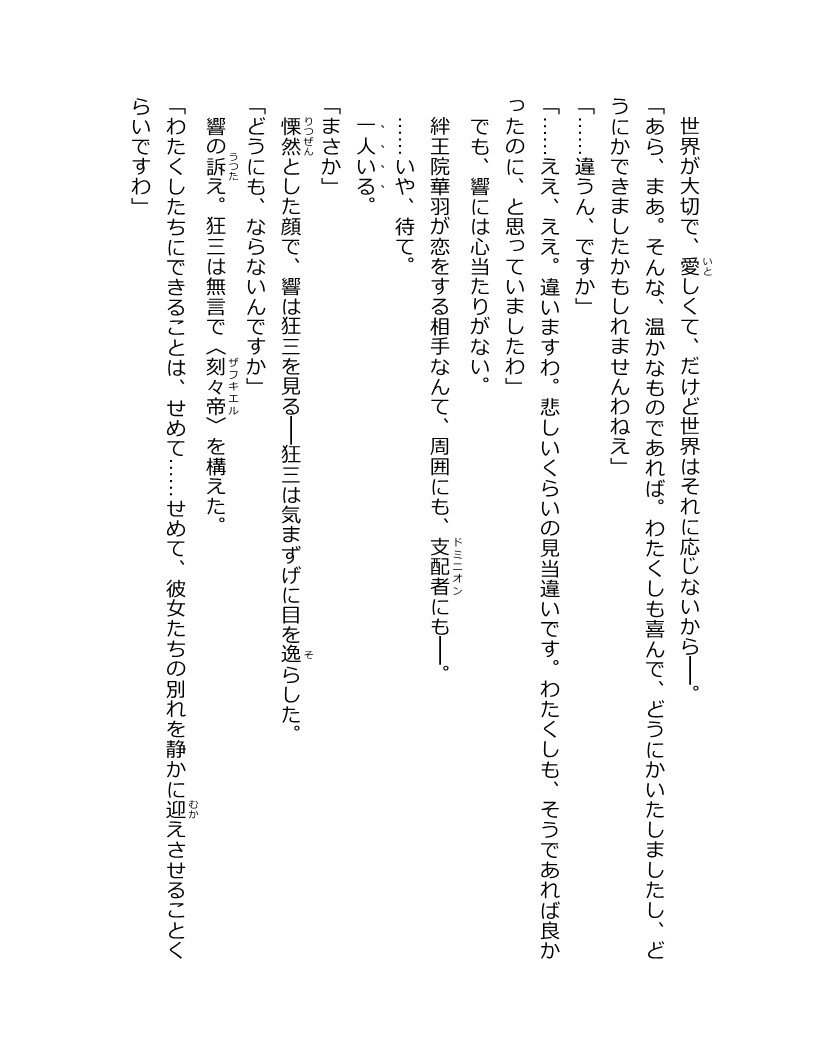 世界が大切で、愛しくて、だけど世界はそれに応じないから――。
「あら、まあ。そんな、温かなものであれば。わたくしも喜んで、どうにかいたしましたし、ど
うにかできましたかもしれませんわねえ」
「……違うん、ですか」
「……ええ、ええ。違いますわ。悲しいくらいの見当違いです。わたくしも、そうであれば良か
ったのに、と思っていましたわ」
でも、響には心当たりがない。
絆王院華羽が恋をする相手なんて、周囲にも、支配者にも――。
……いや、待て。
一人いる。
「まさか」
慄然とした顔で、響は狂三を見る――狂三は気まずげに目を逸らした。
「どうにも、ならないんですか」
響の訴え。狂三は無言で〈刻々帝〉を構えた。
「わたくしたちにできることは、せめて……せめて、彼女たちの別れを静かに迎えさせることく
らいですわ」